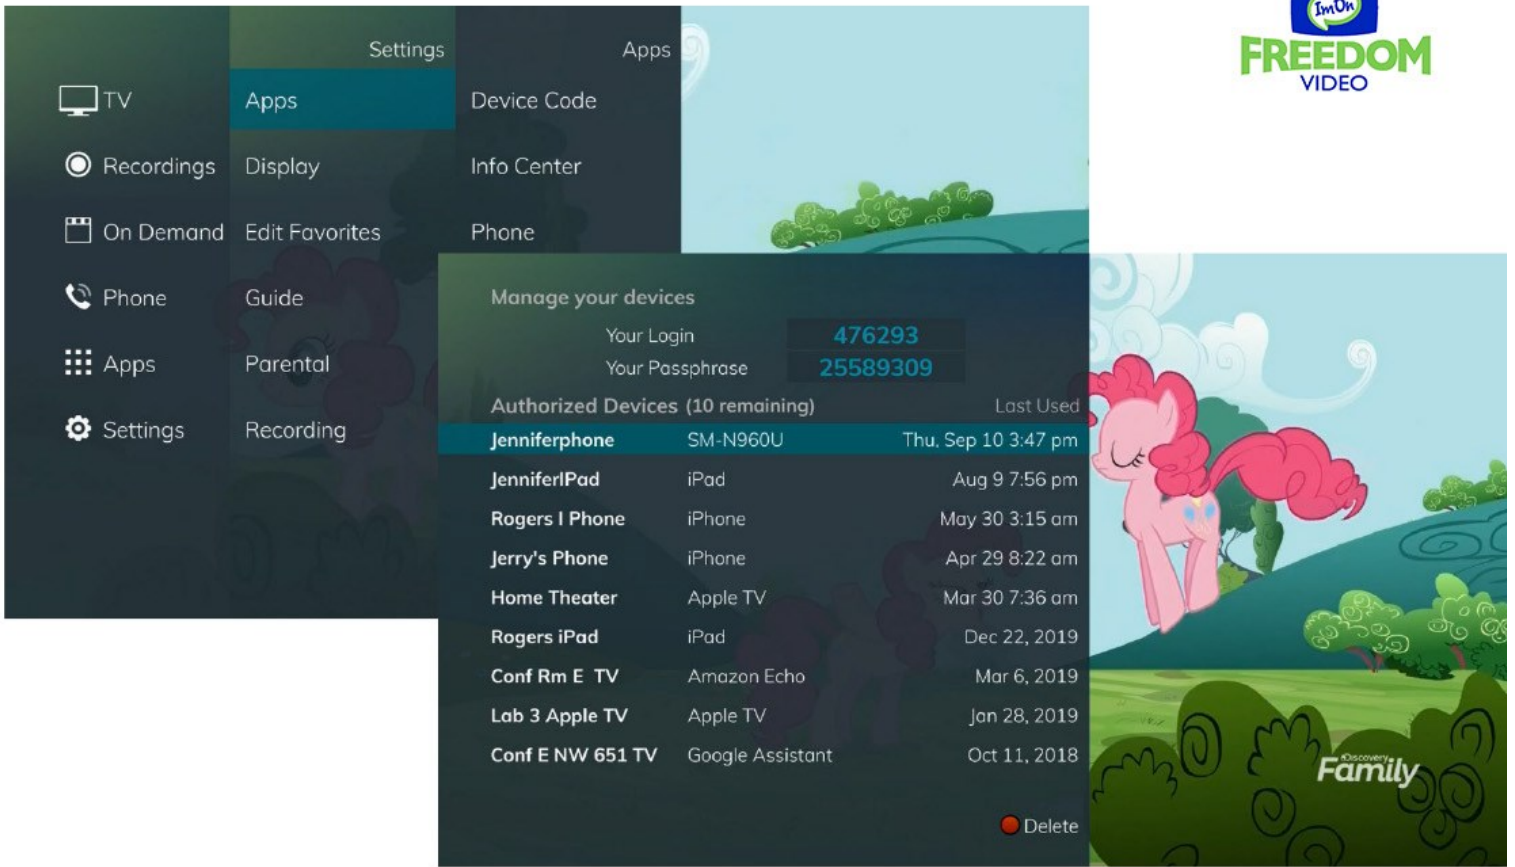 ImOn
FREEDOM
VIDEO
Settings
Apps
TV
Apps
Device Code
Recordings
Display
Info Center
On Demand
Edit Favorites
Phone
Phone
Guide
Apps
Parental
Settings
Recording
Manage your devices
Your Login 476293
Your Passphrase 25589309
Authorized Devices (10 remaining) Last Used
Jenniferphone SM-N960U Thu, Sep 10 3:47 pm
JenniferIPad iPad Aug 9 7:56 pm
Rogers I Phone iPhone May 30 3:15 am
Jerry's Phone iPhone Apr 29 8:22 am
Home Theater Apple TV Mar 30 7:36 am
Rogers iPad iPad Dec 22, 2019
Conf Rm E TV Amazon Echo Mar 6, 2019
Lab 3 Apple TV Apple TV Jan 28, 2019
Conf E NW 651 TV Google Assistant Oct 11, 2018
Delete
Discovery
Family